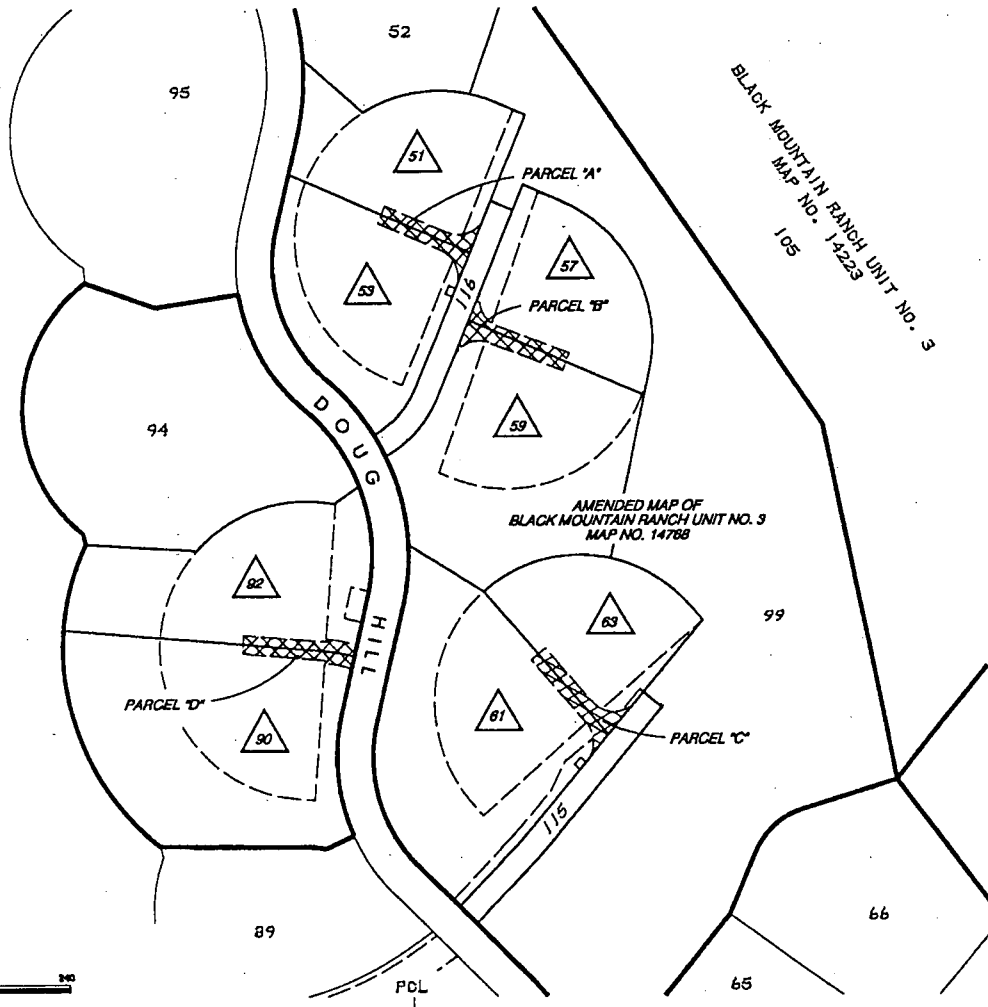 52
95
BLACK MOUNTAIN RANCH UNIT NO. 3
MAP NO. 14223
105
51
PARCEL "A"
57
53
116
PARCEL "B"
DOUG
94
59
AMENDED MAP OF
BLACK MOUNTAIN RANCH UNIT NO. 3
MAP NO. 14788
92
HILL
63
99
PARCEL "D"
61
90
PARCEL "C"
115
89
66
65
240
PCL